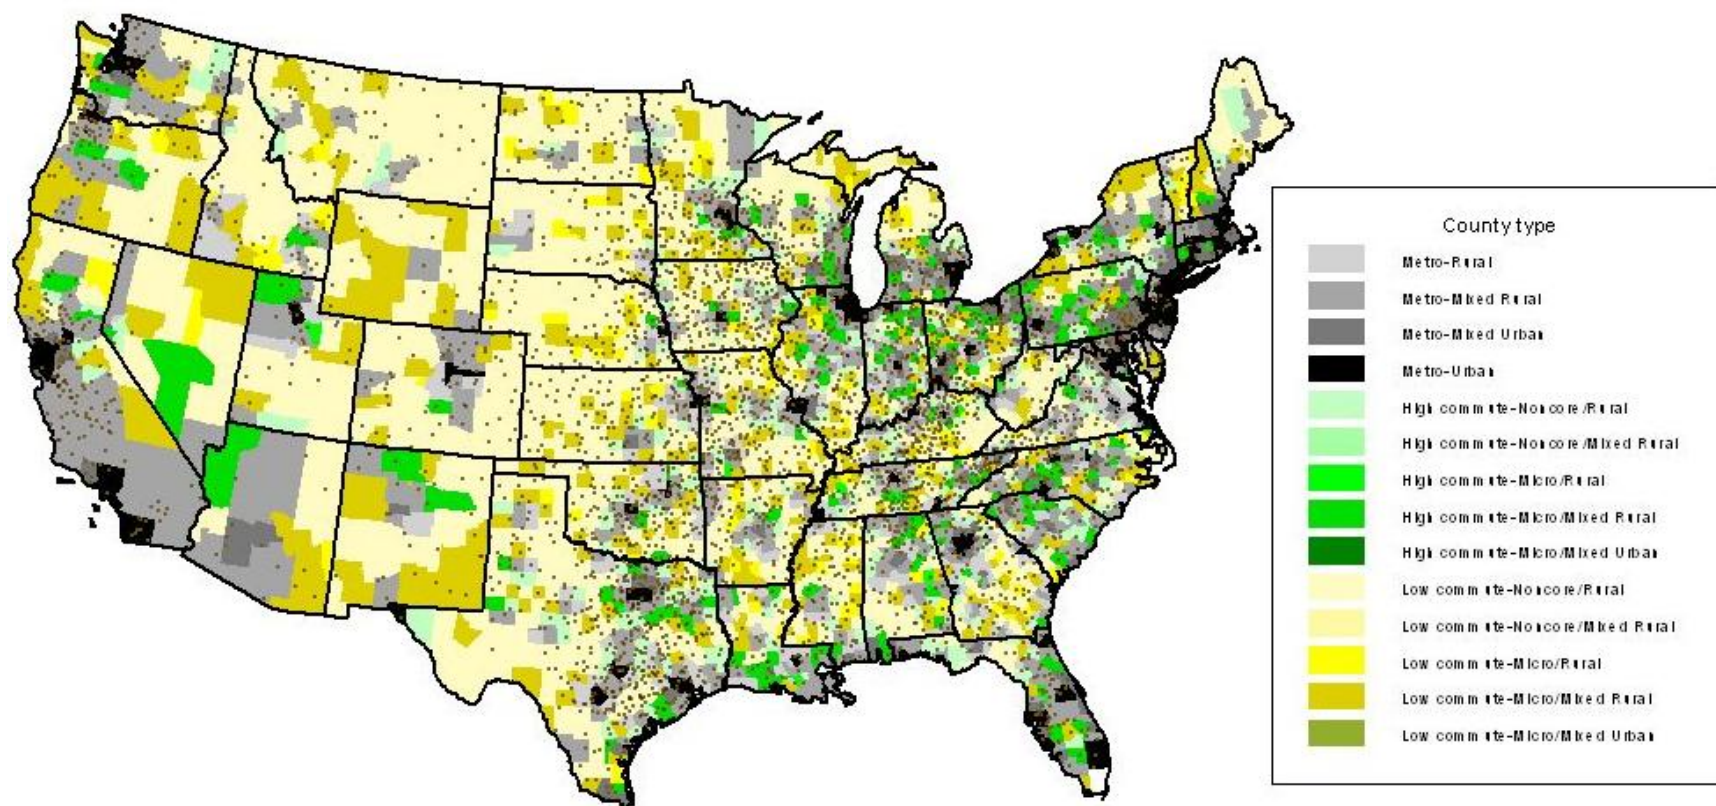 County type
Metro-Rural
Metro-Mixed Rural
Metro-Mixed Urban
Metro-Urban
High commute-Noncore/Rural
High commute-Noncore/Mixed Rural
High commute-Micro/Rural
High commute-Micro/Mixed Rural
High commute-Micro/Mixed Urban
Low commute-Noncore/Rural
Low commute-Noncore/Mixed Rural
Low commute-Micro/Rural
Low commute-Micro/Mixed Rural
Low commute-Micro/Mixed Urban